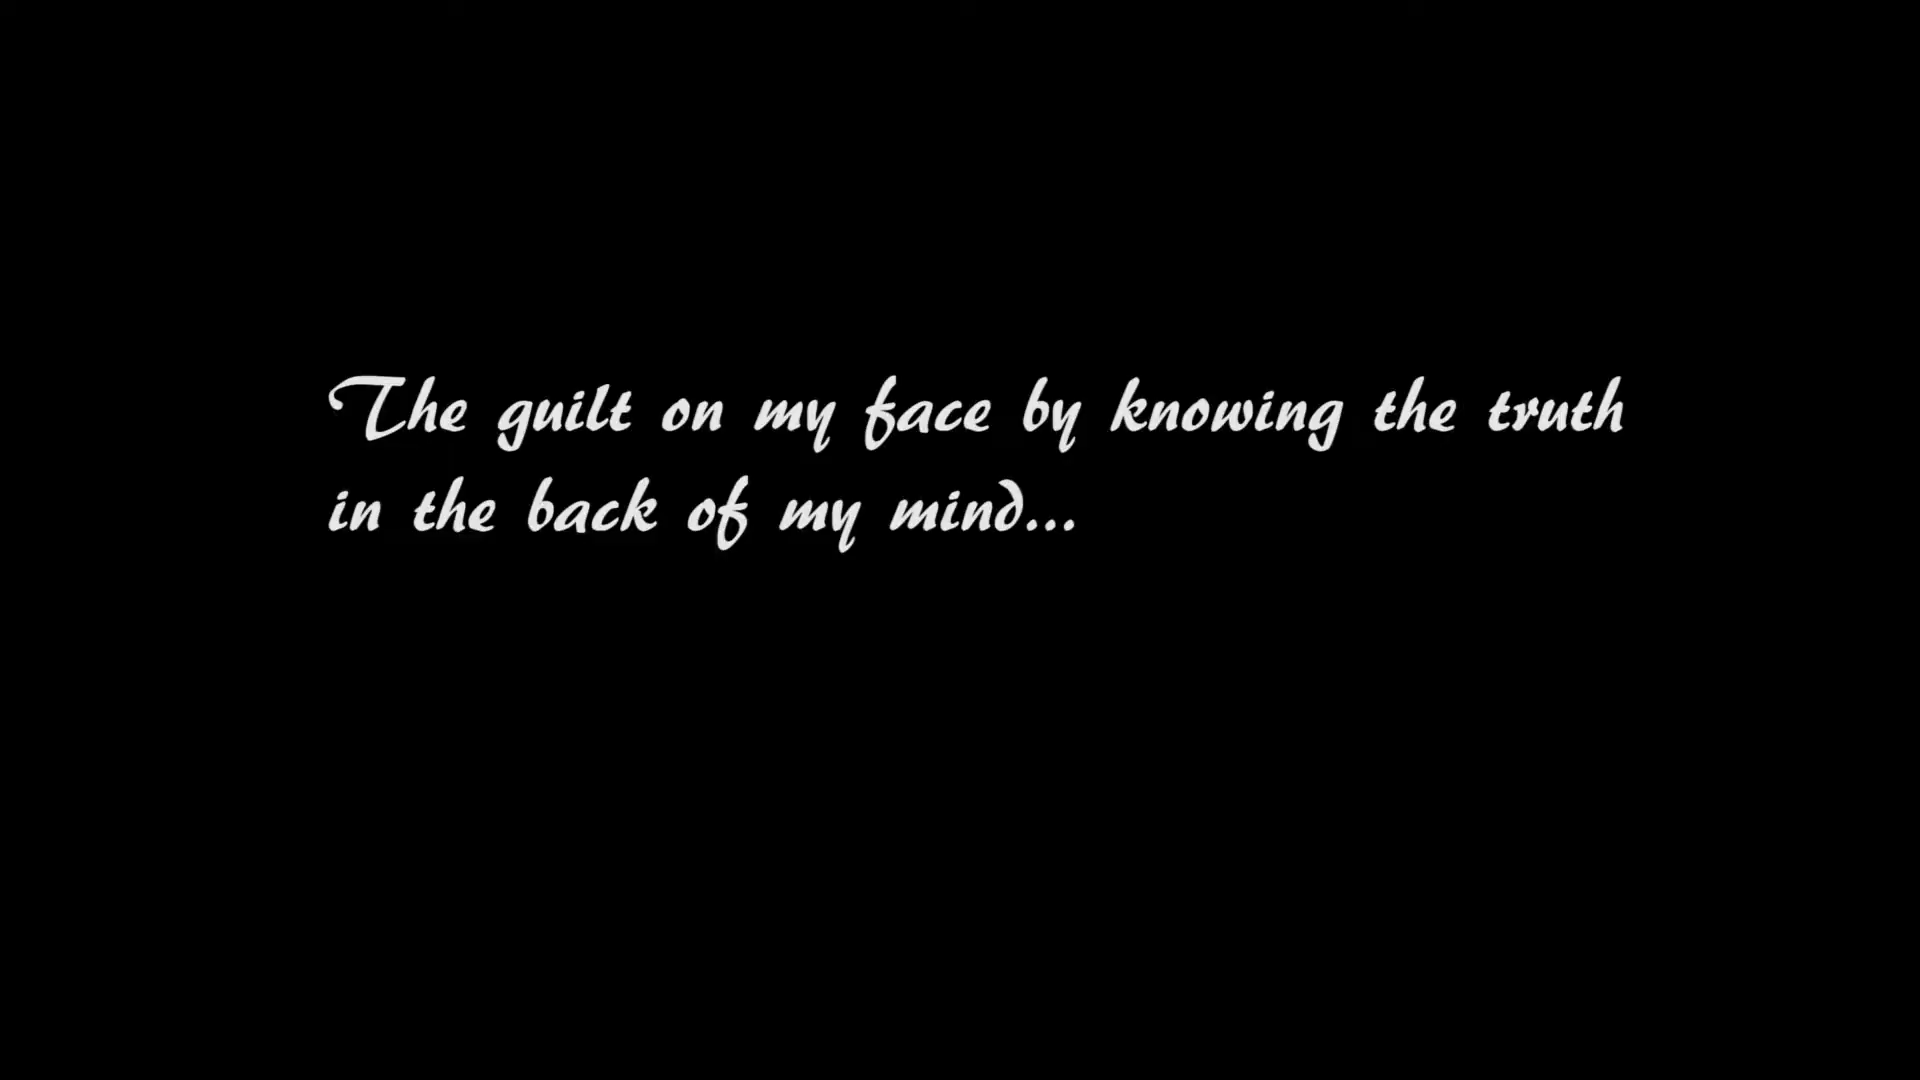 The guilt on my face by knowing the truth
in the back of my mind...